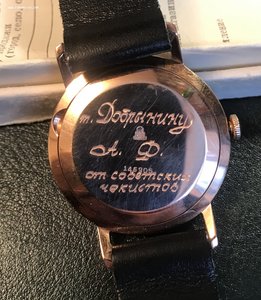 т. Добрынину
А. Ф.
от советских
чекистов